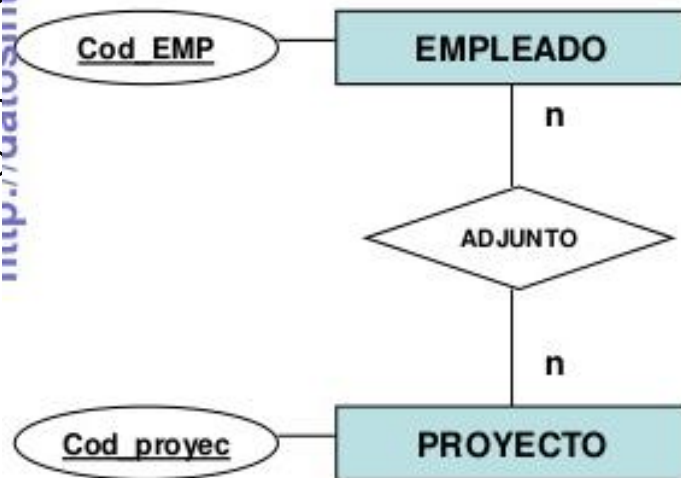 Cod_EMP
EMPLEADO
n
ADJUNTO
n
Cod_proyec
PROYECTO